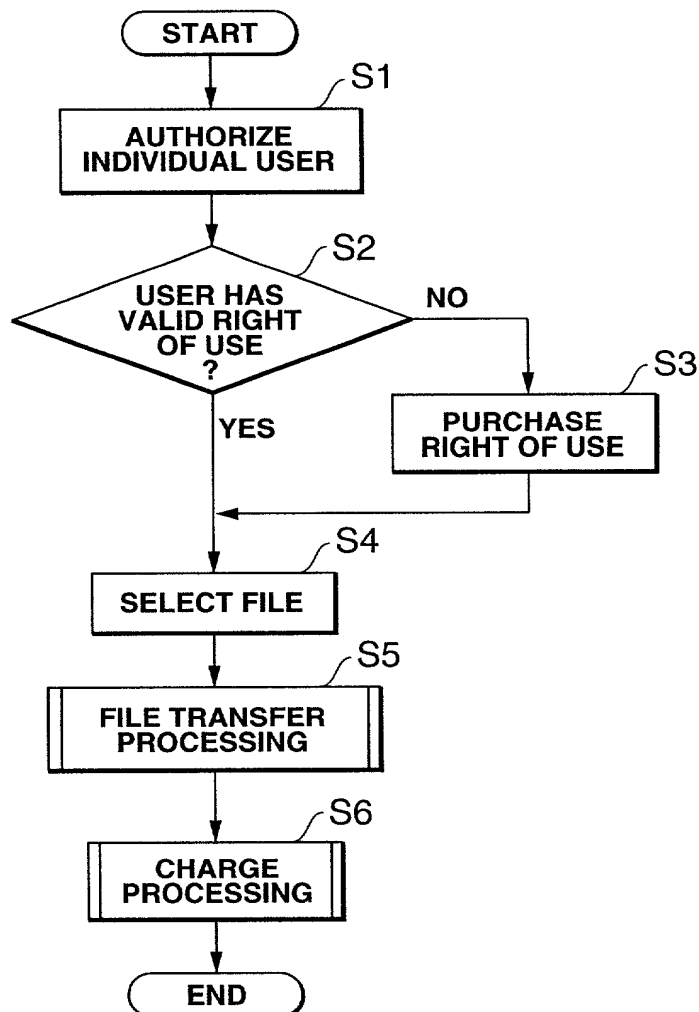 START
S1
AUTHORIZE
INDIVIDUAL USER
S2
USER HAS
VALID RIGHT
OF USE
?
NO
YES
S3
PURCHASE
RIGHT OF USE
S4
SELECT FILE
S5
FILE TRANSFER
PROCESSING
S6
CHARGE
PROCESSING
END